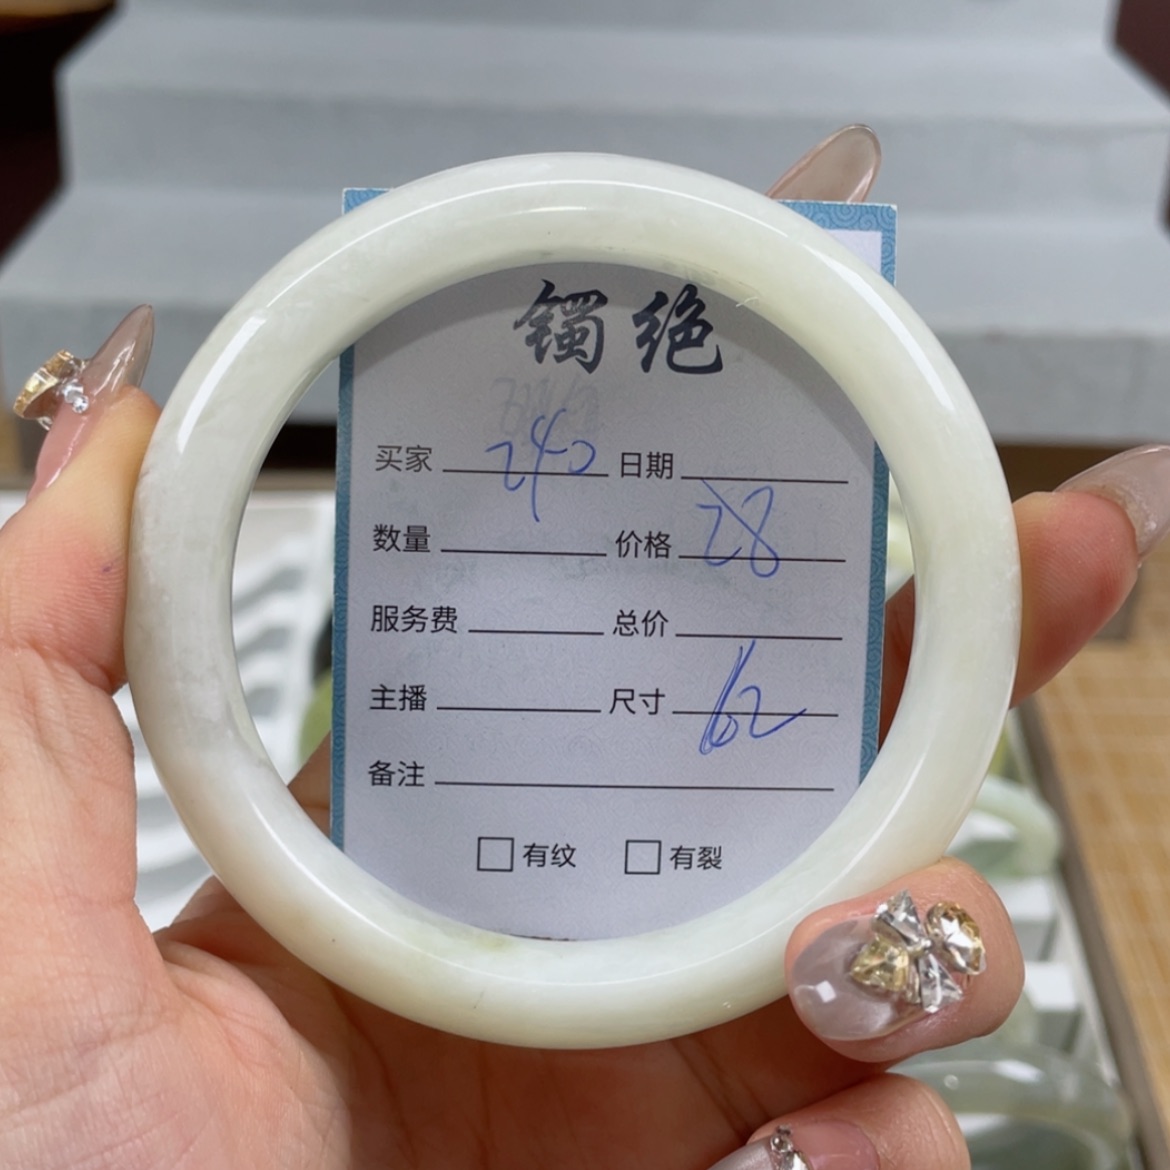 镯绝
买家 240 日期
数量 价格 28
服务费 总价
主播 尺寸 62
备注
□有纹 □有裂